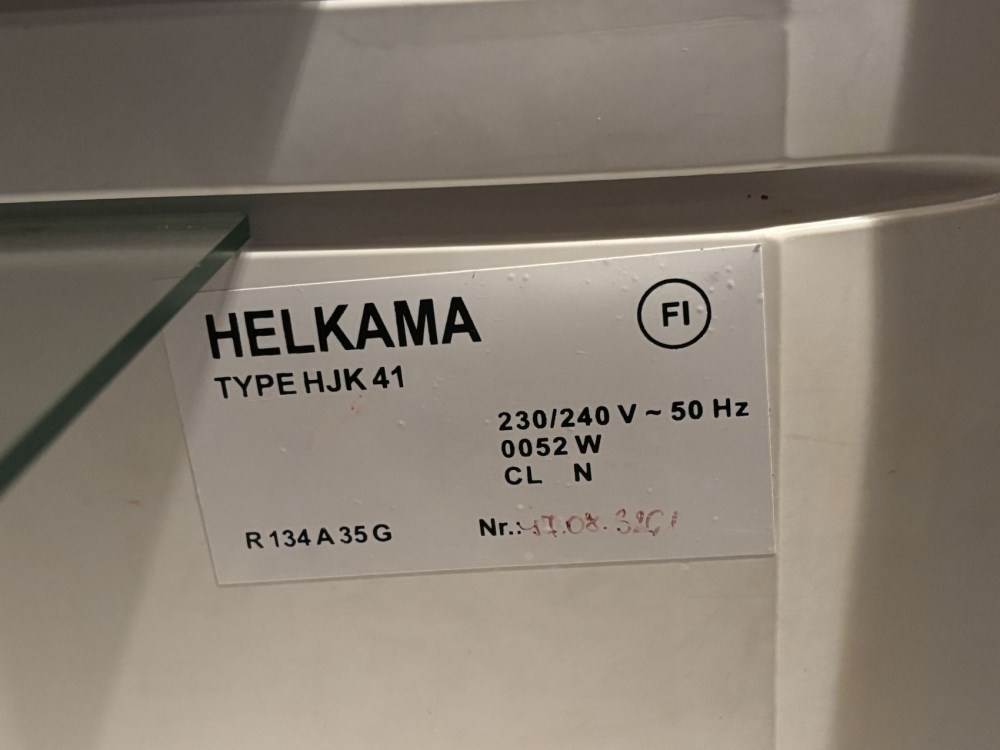 HELKAMA
FI
TYPE HJK 41
230/240 V ~ 50 Hz
0052 W
CL N
R 134 A 35 G
Nr.: